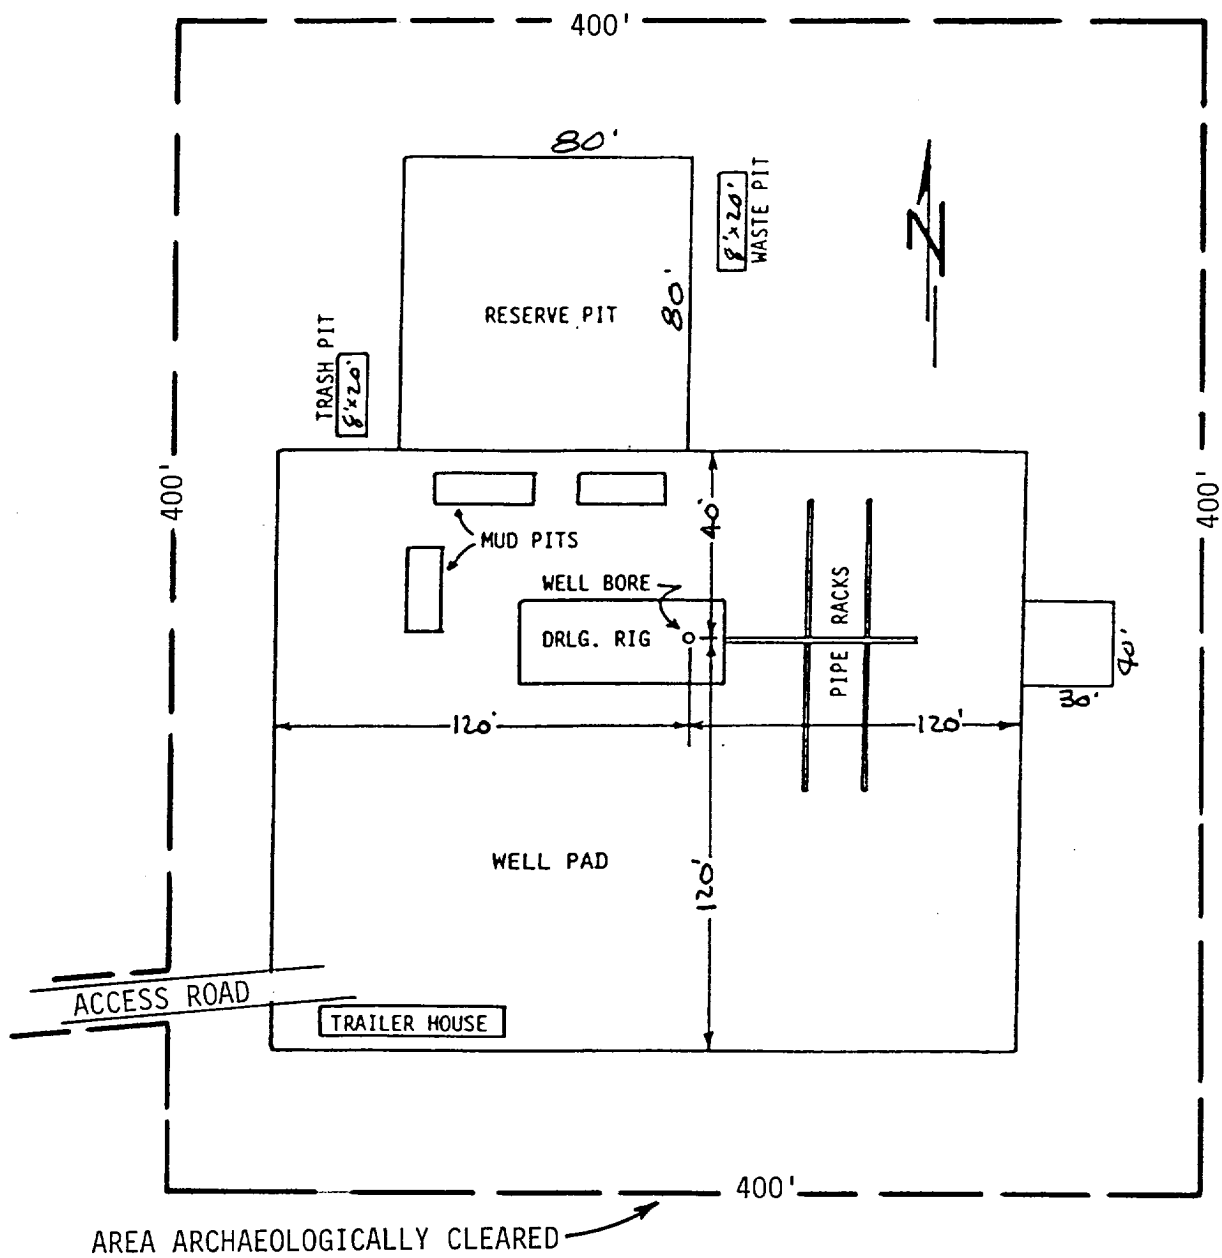 400'
80'
8'x20'
WASTE PIT
N
80'
RESERVE PIT
TRASH PIT
8'x20'
400'
400'
40'
MUD PITS
WELL BORE
DRLG. RIG
PIPE RACKS
40'
30'
120'
120'
WELL PAD
120'
ACCESS ROAD
TRAILER HOUSE
400'
AREA ARCHAEOLOGICALLY CLEARED